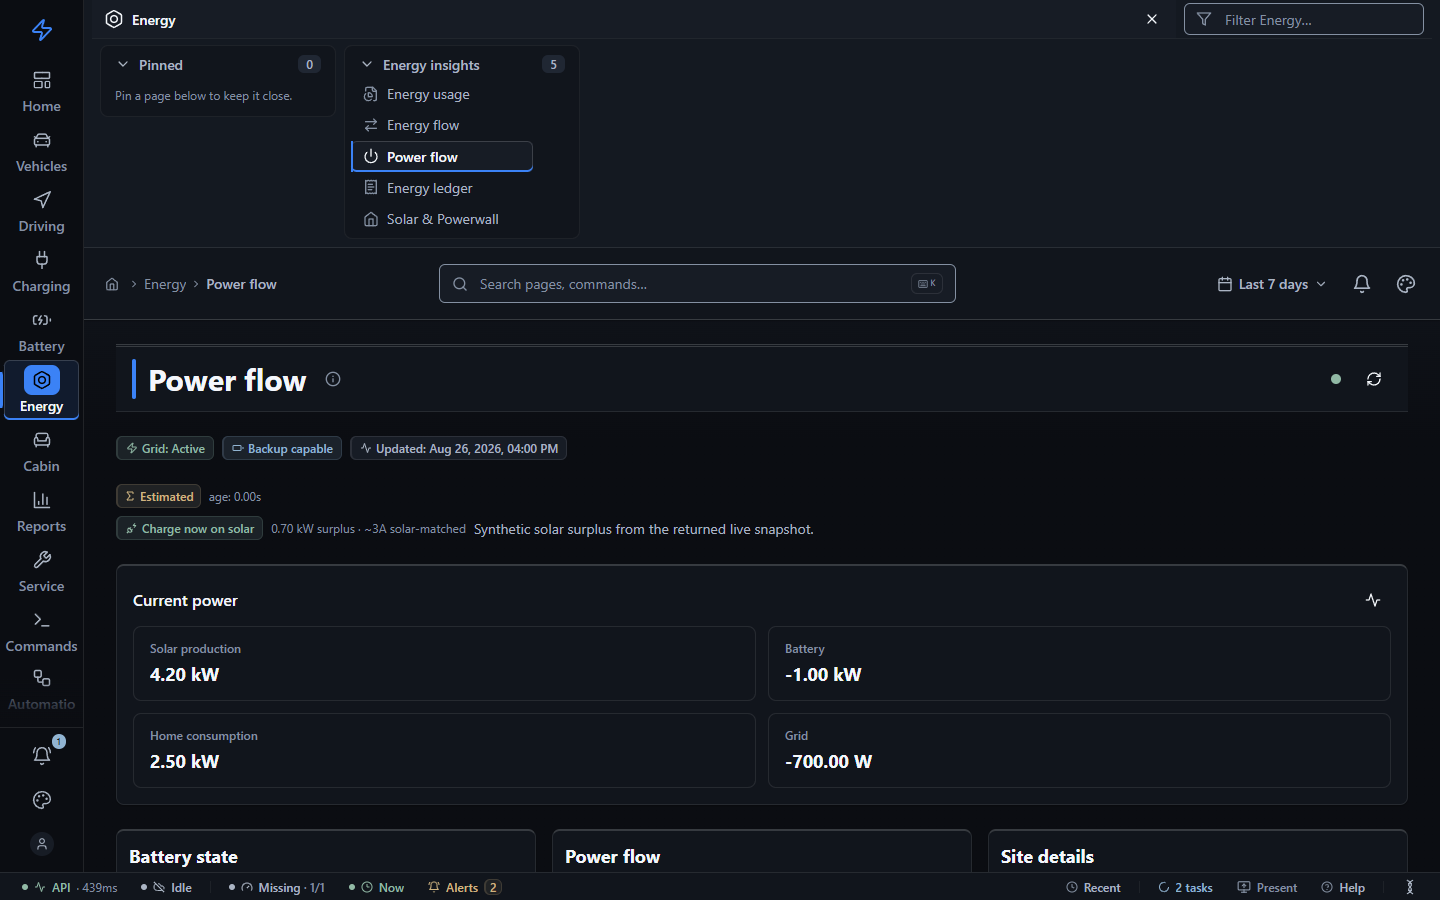 Energy
Filter Energy...
Pinned
0
Pin a page below to keep it close.
Energy insights
5
Energy usage
Energy flow
Power flow
Energy ledger
Solar & Powerwall
Home
Vehicles
Driving
Charging
Battery
Energy
Cabin
Reports
Service
Commands
Automatio
1
Energy
Power flow
Search pages, commands...
K
Last 7 days
Power flow
Grid: Active
Backup capable
Updated: Aug 26, 2026, 04:00 PM
Estimated
age: 0.00s
Charge now on solar
0.70 kW surplus · ~3A solar-matched
Synthetic solar surplus from the returned live snapshot.
Current power
Solar production
4.20 kW
Battery
-1.00 kW
Home consumption
2.50 kW
Grid
-700.00 W
Battery state
Power flow
Site details
API · 439ms
Idle
Missing · 1/1
Now
Alerts 2
Recent
2 tasks
Present
Help